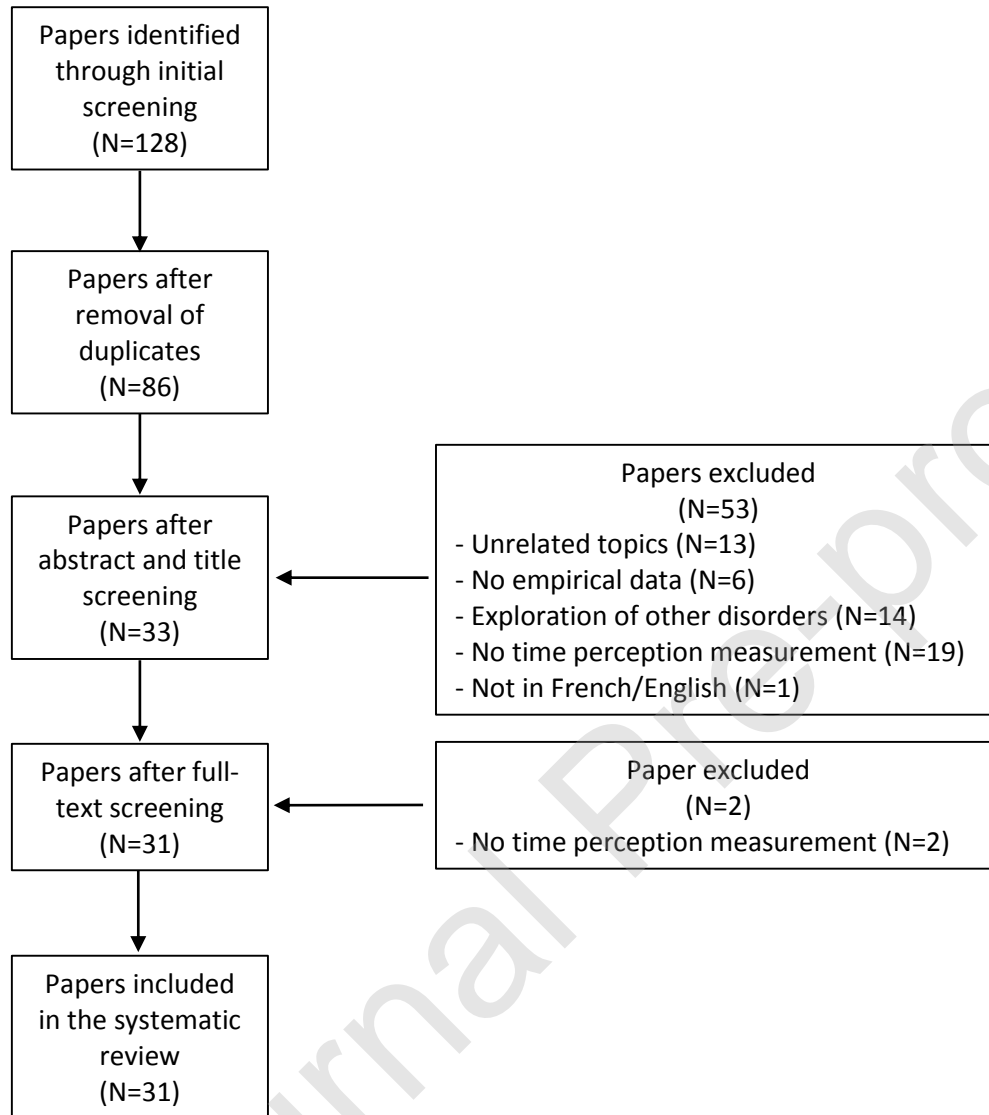 Papers identified
through initial
screening
(N=128)
Papers after
removal of
duplicates
(N=86)
Papers after
abstract and title
screening
(N=33)
Papers excluded
(N=53)
- Unrelated topics (N=13)
- No empirical data (N=6)
- Exploration of other disorders (N=14)
- No time perception measurement (N=19)
- Not in French/English (N=1)
Papers after full-
text screening
(N=31)
Paper excluded
(N=2)
- No time perception measurement (N=2)
Papers included
in the systematic
review
(N=31)
rnal Pre-pro